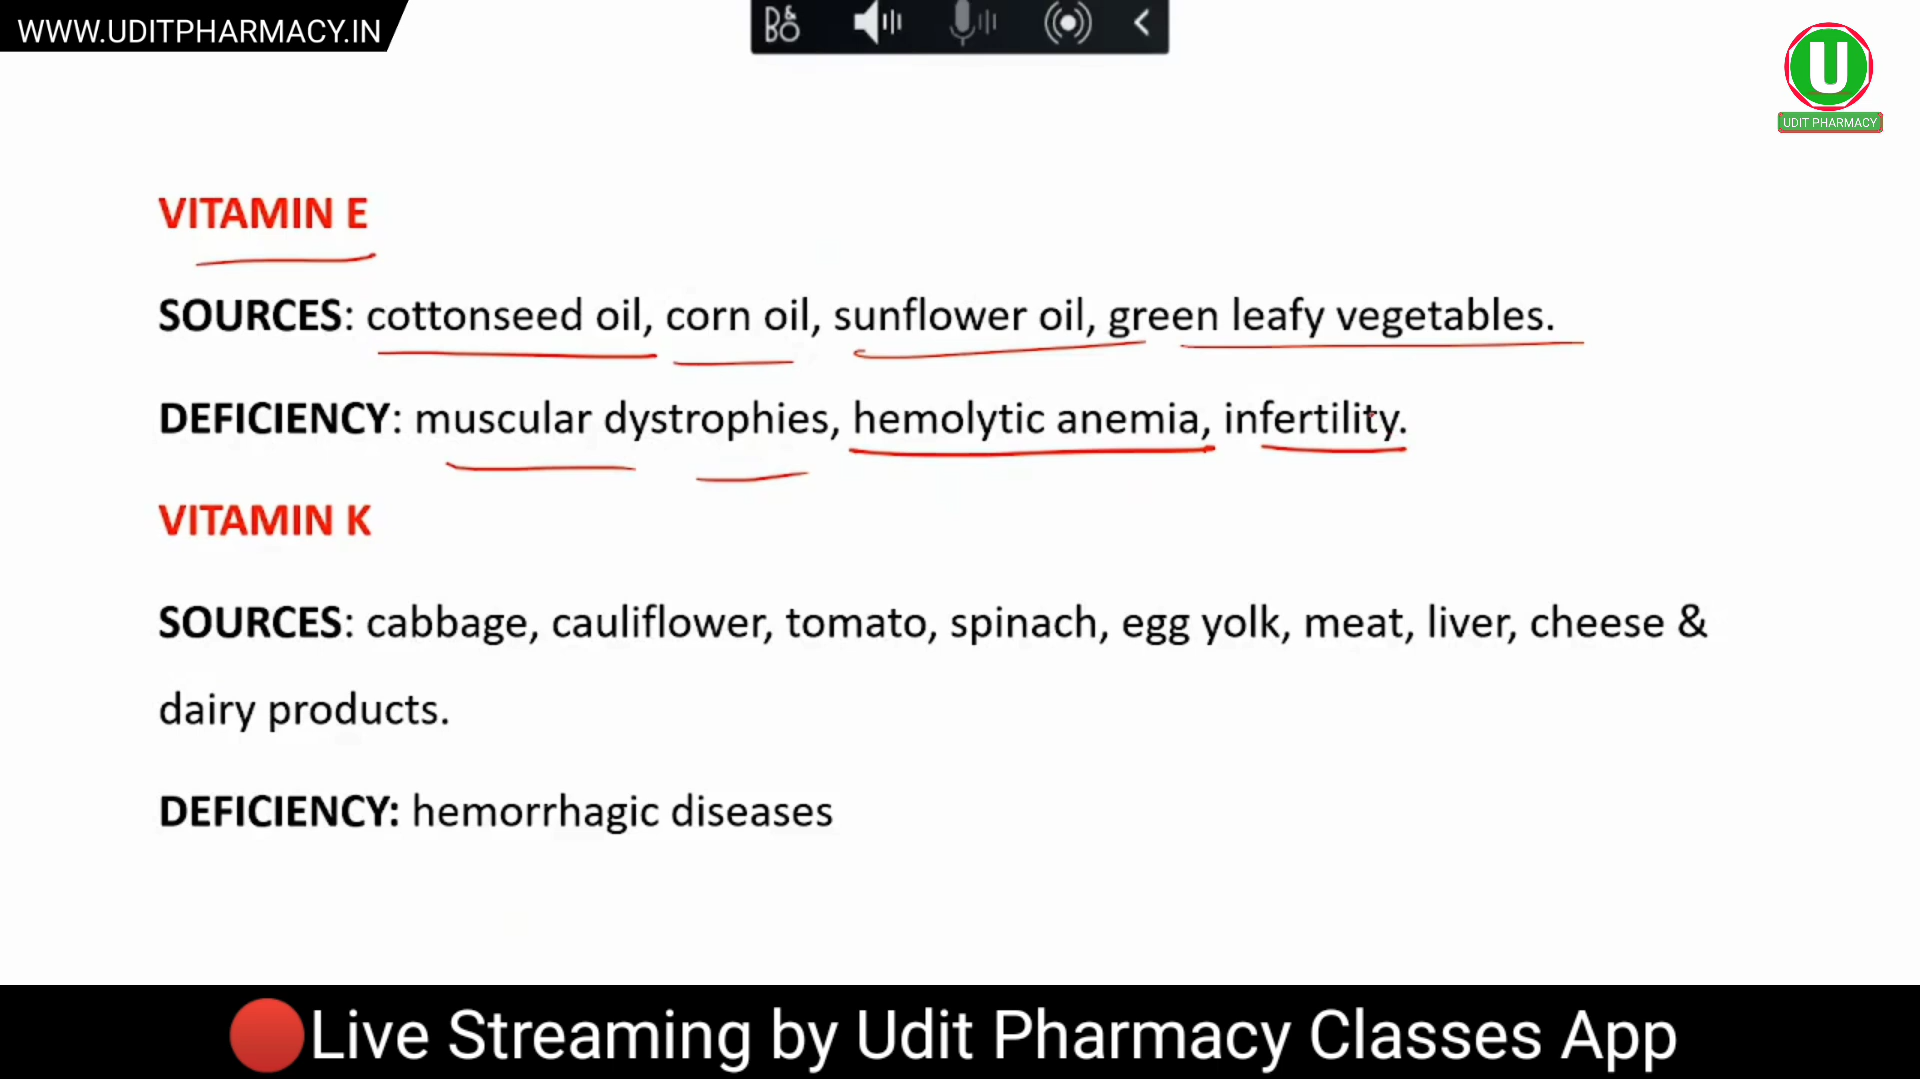 WWW.UDITPHARMACY.IN
B&O
U
UDIT PHARMACY
VITAMIN E
SOURCES: cottonseed oil, corn oil, sunflower oil, green leafy vegetables.
DEFICIENCY: muscular dystrophies, hemolytic anemia, infertility.
VITAMIN K
SOURCES: cabbage, cauliflower, tomato, spinach, egg yolk, meat, liver, cheese &
dairy products.
DEFICIENCY: hemorrhagic diseases
Live Streaming by Udit Pharmacy Classes App